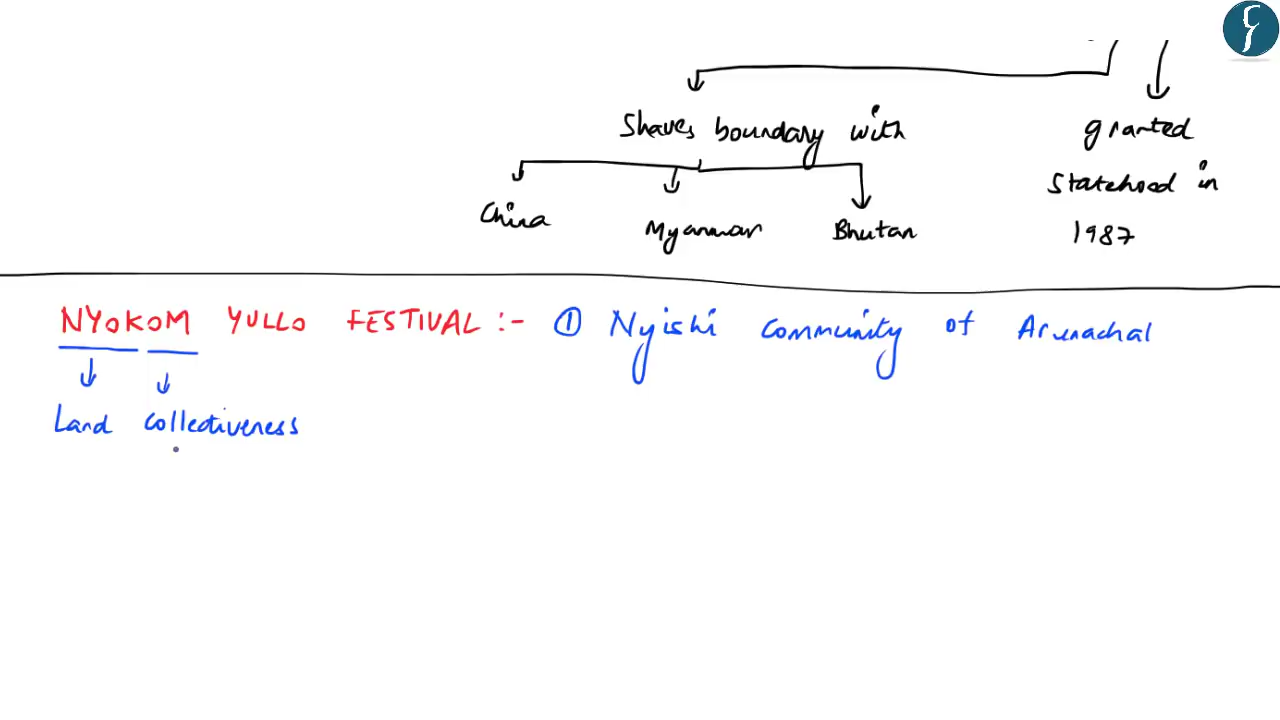 Shares boundary with
granted
Statehood in
1987
China Myanmar Bhutan
NYOKOM YULLO FESTIVAL :- ① Nyishi community of Arunachal
Land collectiveness